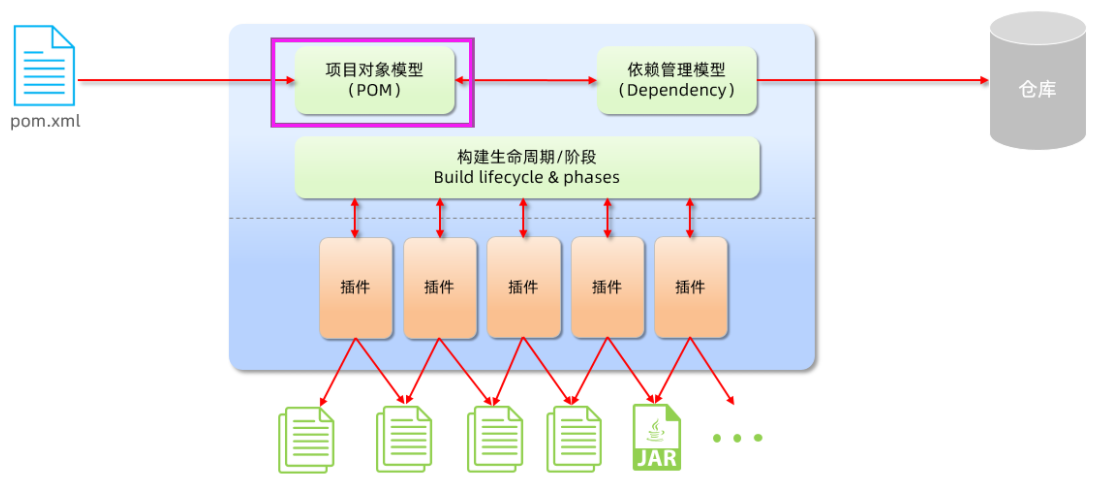 项目对象模型
（POM）
依赖管理模型
（Dependency）
仓库
pom.xml
构建生命周期/阶段
Build lifecycle & phases
插件
插件
插件
插件
插件
JAR